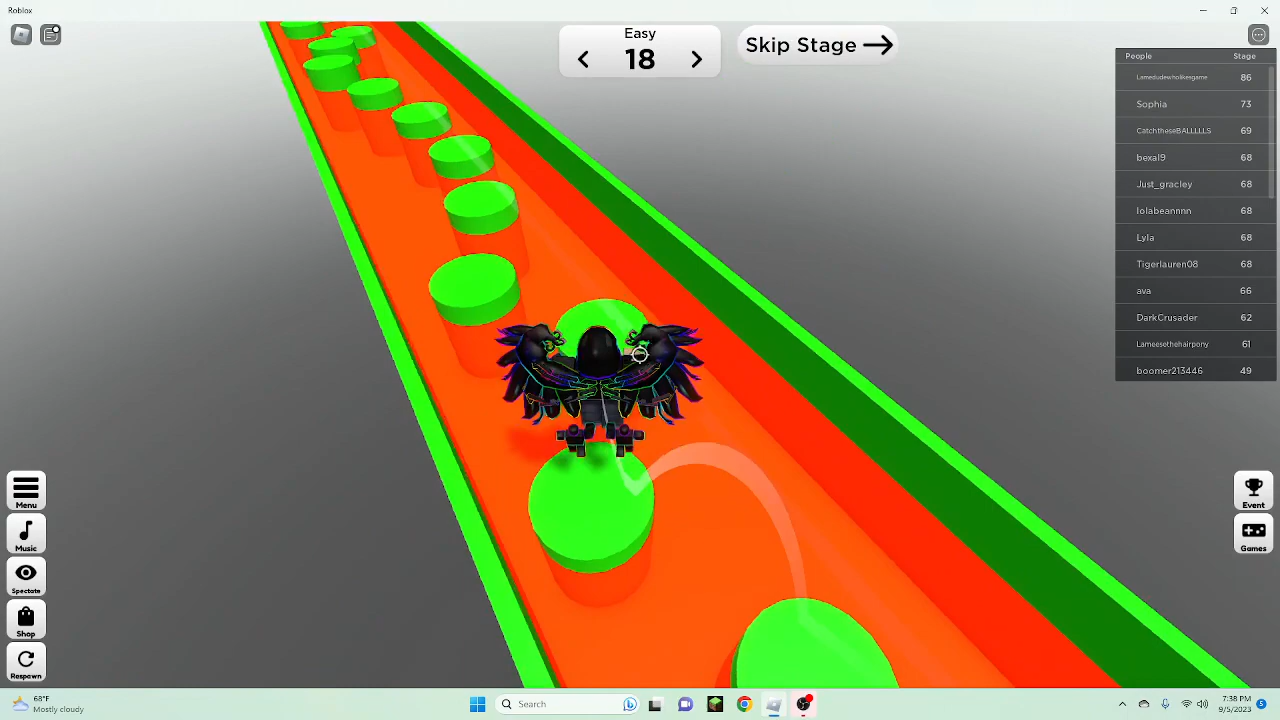 Roblox
Easy
18
Skip Stage
People Stage
Lamedudewholikesgame 86
Sophia 73
CatchtheseBALLLLLS 69
bexal9 68
Just_gracley 68
lolabeannnn 68
Lyla 68
Tigerlauren08 68
ava 66
DarkCrusader 62
Lameesethehairpony 61
boomer213446 49
Menu
Music
Spectate
Shop
Respawn
Event
Games
68°F
Mostly cloudy
Search
7:38 PM
9/5/2023
5